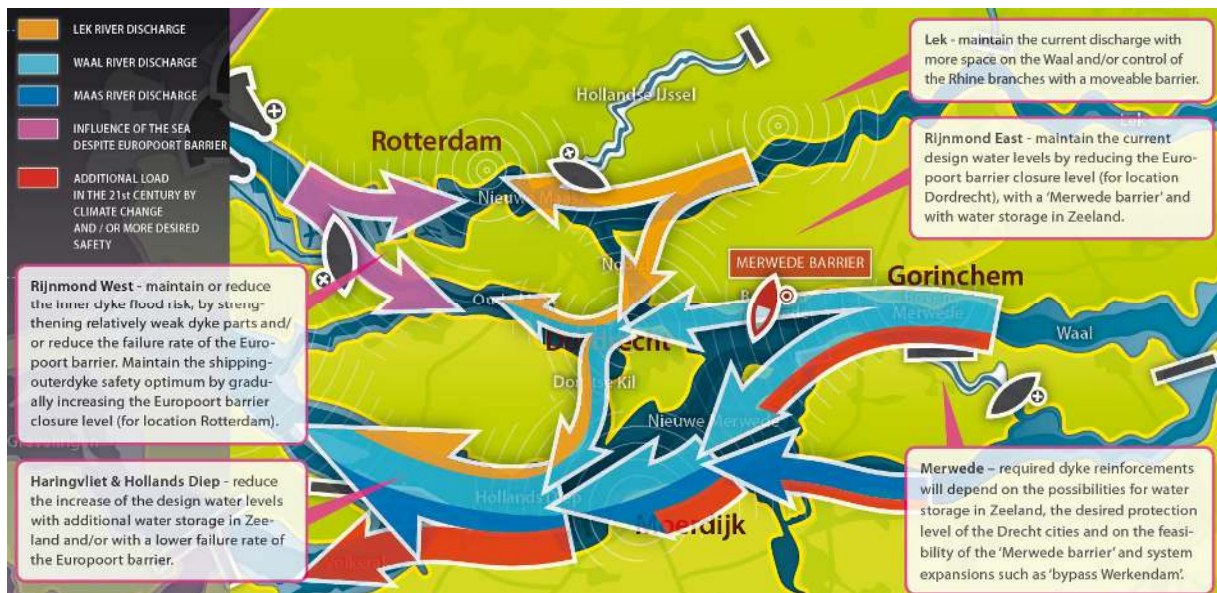 LEK RIVER DISCHARGE
WAAL RIVER DISCHARGE
MAAS RIVER DISCHARGE
INFLUENCE OF THE SEA
DESPITE EUROPOORT BARRIER
ADDITIONAL LOAD
IN THE 21st CENTURY BY
CLIMATE CHANGE
AND / OR MORE DESIRED
SAFETY
Lek - maintain the current discharge with
more space on the Waal and/or control of
the Rhine branches with a moveable barrier.
Hollandse IJssel
Lek
Rotterdam
Rijnmond East - maintain the current
design water levels by reducing the Euro-
poort barrier closure level (for location
Dordrecht), with a 'Merwede barrier' and
with water storage in Zeeland.
Nieuwe Maas
MERWEDE BARRIER
Gorinchem
Rijnmond West - maintain or reduce
the inner dyke flood risk, by streng-
thening relatively weak dyke parts and/
or reduce the failure rate of the Euro-
poort barrier. Maintain the shipping-
outerdyke safety optimum by gradu-
ally increasing the Europoort barrier
closure level (for location Rotterdam).
Merwede
Waal
Dortse Kil
Nieuwe Merwede
Haringvliet & Hollands Diep - reduce
the increase of the design water levels
with additional water storage in Zee-
land and/or with a lower failure rate of
the Europoort barrier.
Hollands Diep
Moerdijk
Merwede – required dyke reinforcements
will depend on the possibilities for water
storage in Zeeland, the desired protection
level of the Drecht cities and on the feasi-
bility of the 'Merwede barrier' and system
expansions such as 'bypass Werkendam'.